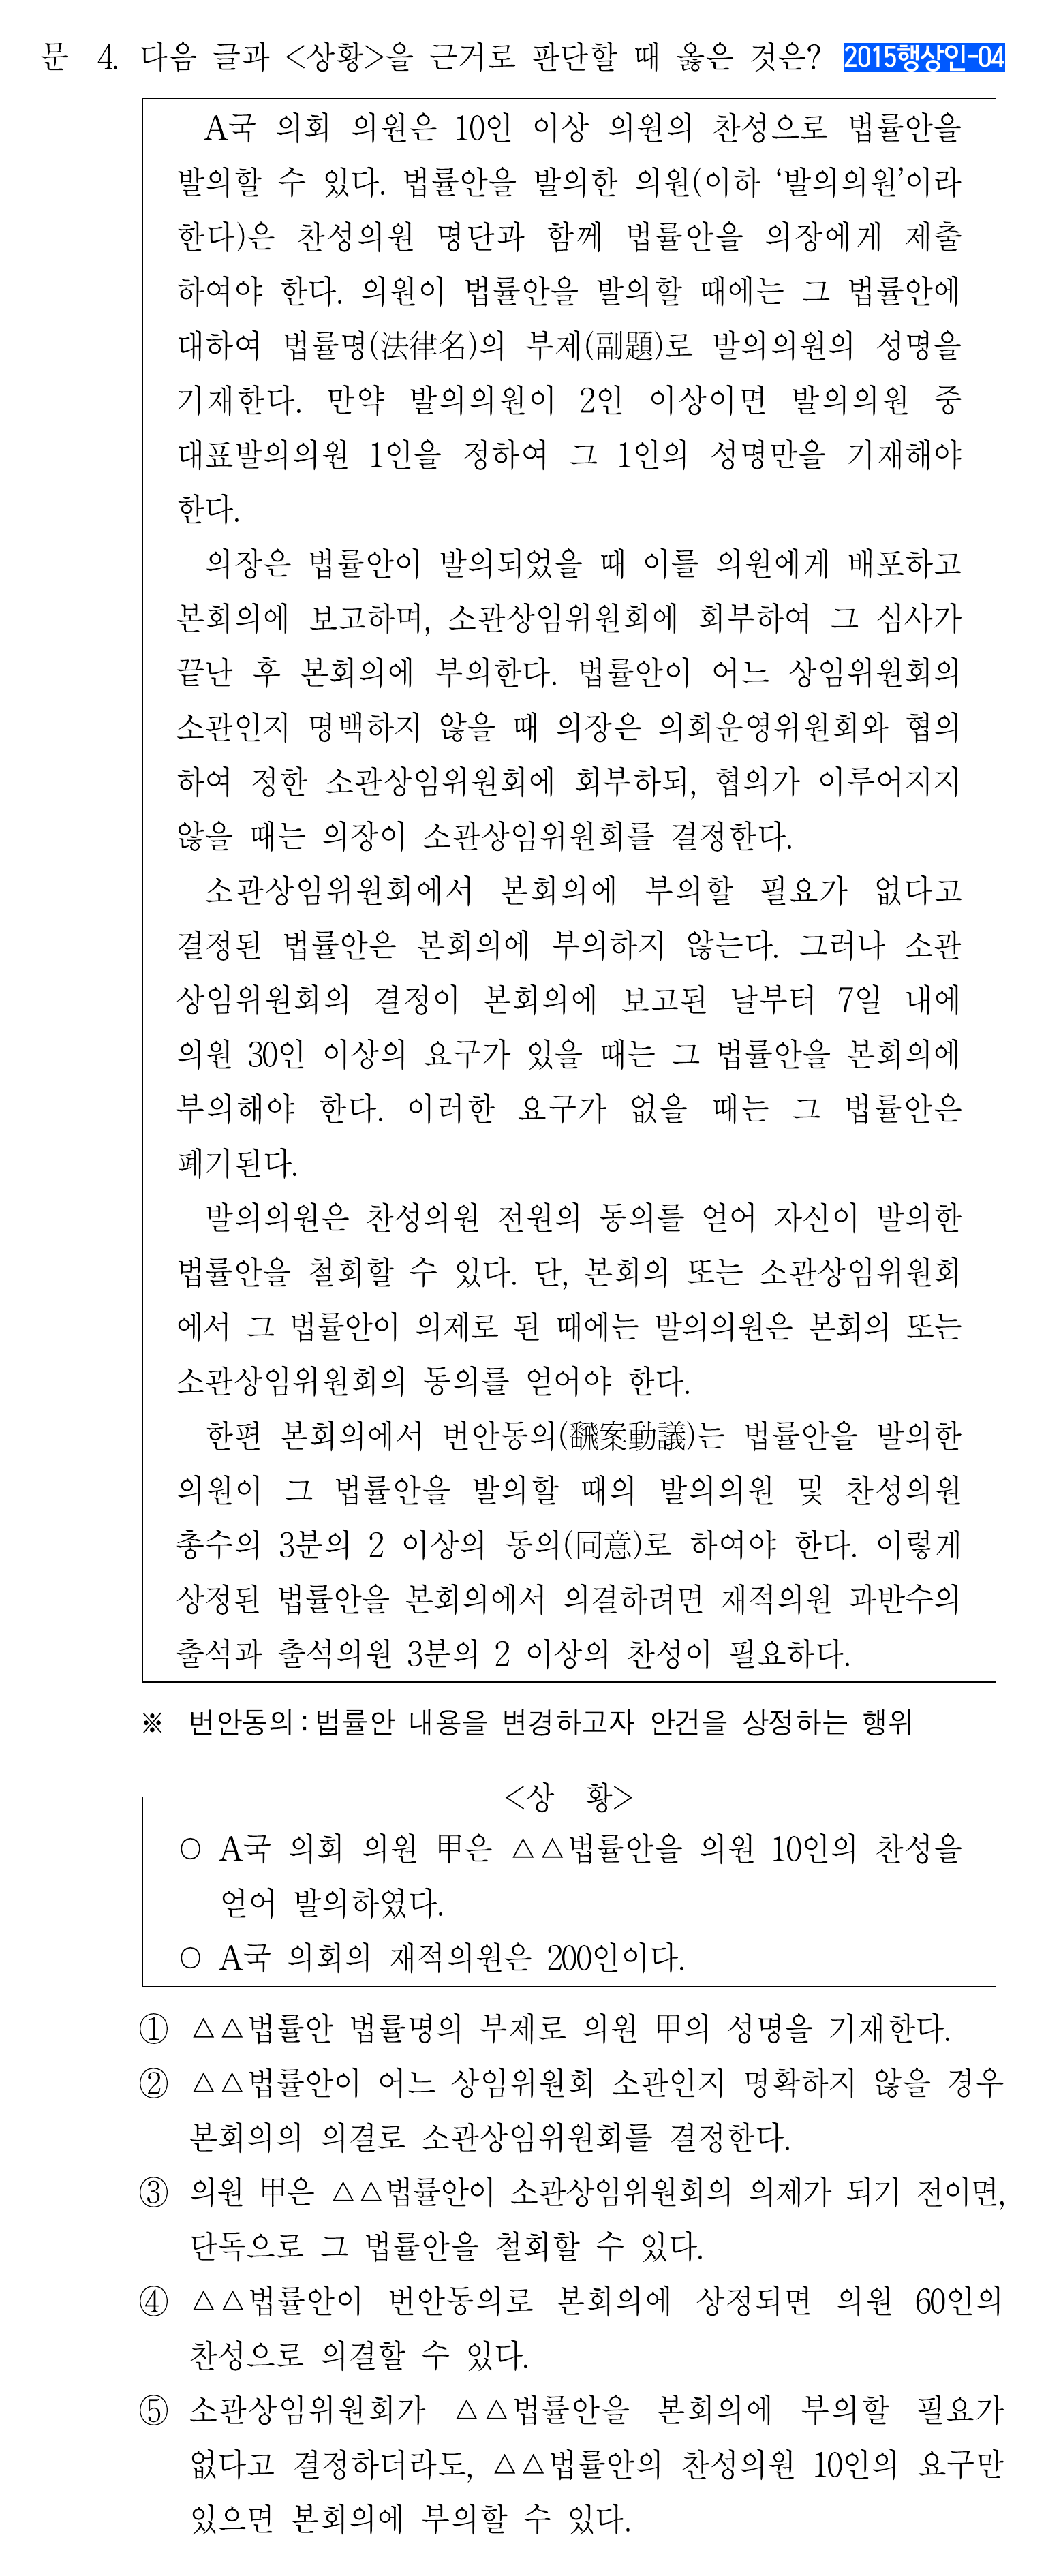 문 4. 다음 글과 <상황>을 근거로 판단할 때 옳은 것은? 2015행상인-04
A국 의회 의원은 10인 이상 의원의 찬성으로 법률안을
발의할 수 있다. 법률안을 발의한 의원(이하 ‘발의의원’이라
한다)은 찬성의원 명단과 함께 법률안을 의장에게 제출
하여야 한다. 의원이 법률안을 발의할 때에는 그 법률안에
대하여 법률명(法律名)의 부제(副題)로 발의의원의 성명을
기재한다. 만약 발의의원이 2인 이상이면 발의의원 중
대표발의의원 1인을 정하여 그 1인의 성명만을 기재해야
한다.
의장은 법률안이 발의되었을 때 이를 의원에게 배포하고
본회의에 보고하며, 소관상임위원회에 회부하여 그 심사가
끝난 후 본회의에 부의한다. 법률안이 어느 상임위원회의
소관인지 명백하지 않을 때 의장은 의회운영위원회와 협의
하여 정한 소관상임위원회에 회부하되, 협의가 이루어지지
않을 때는 의장이 소관상임위원회를 결정한다.
소관상임위원회에서 본회의에 부의할 필요가 없다고
결정된 법률안은 본회의에 부의하지 않는다. 그러나 소관
상임위원회의 결정이 본회의에 보고된 날부터 7일 내에
의원 30인 이상의 요구가 있을 때는 그 법률안을 본회의에
부의해야 한다. 이러한 요구가 없을 때는 그 법률안은
폐기된다.
발의의원은 찬성의원 전원의 동의를 얻어 자신이 발의한
법률안을 철회할 수 있다. 단, 본회의 또는 소관상임위원회
에서 그 법률안이 의제로 된 때에는 발의의원은 본회의 또는
소관상임위원회의 동의를 얻어야 한다.
한편 본회의에서 번안동의(飜案動議)는 법률안을 발의한
의원이 그 법률안을 발의할 때의 발의의원 및 찬성의원
총수의 3분의 2 이상의 동의(同意)로 하여야 한다. 이렇게
상정된 법률안을 본회의에서 의결하려면 재적의원 과반수의
출석과 출석의원 3분의 2 이상의 찬성이 필요하다.
※ 번안동의:법률안 내용을 변경하고자 안건을 상정하는 행위
<상 황>
○ A국 의회 의원 甲은 △△법률안을 의원 10인의 찬성을
얻어 발의하였다.
○ A국 의회의 재적의원은 200인이다.
① △△법률안 법률명의 부제로 의원 甲의 성명을 기재한다.
② △△법률안이 어느 상임위원회 소관인지 명확하지 않을 경우
본회의의 의결로 소관상임위원회를 결정한다.
③ 의원 甲은 △△법률안이 소관상임위원회의 의제가 되기 전이면,
단독으로 그 법률안을 철회할 수 있다.
④ △△법률안이 번안동의로 본회의에 상정되면 의원 60인의
찬성으로 의결할 수 있다.
⑤ 소관상임위원회가 △△법률안을 본회의에 부의할 필요가
없다고 결정하더라도, △△법률안의 찬성의원 10인의 요구만
있으면 본회의에 부의할 수 있다.